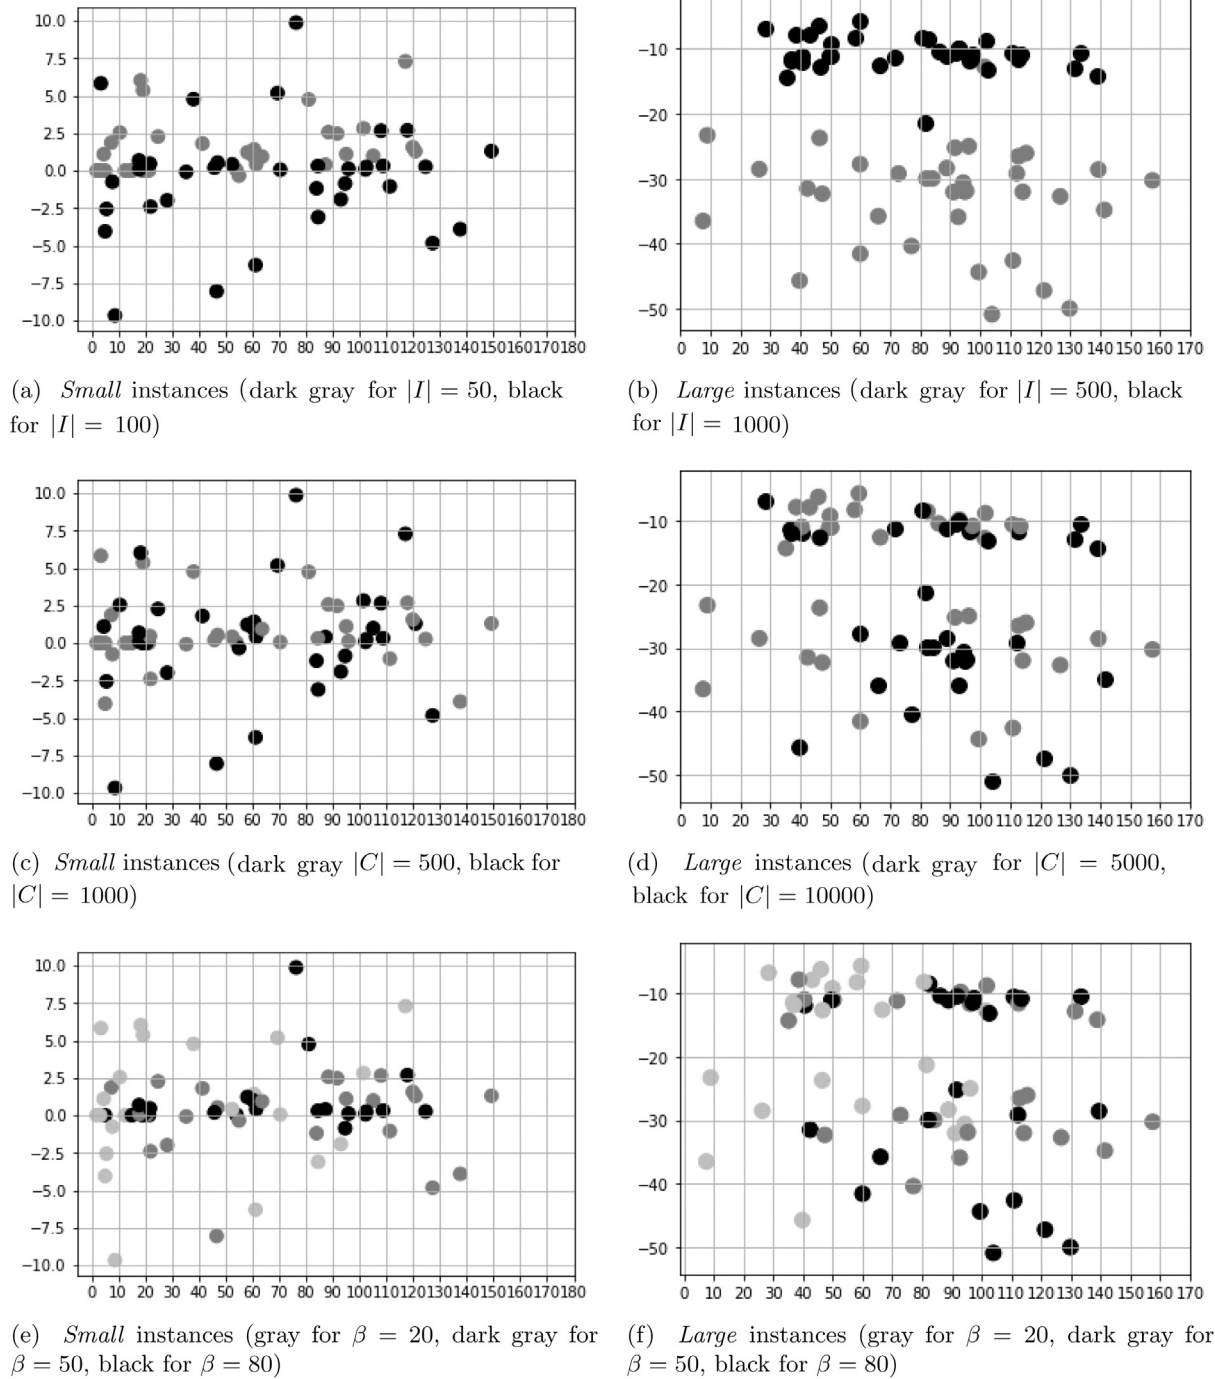 10.0
7.5
5.0
2.5
0.0
−2.5
−5.0
−7.5
−10.0
0 10 20 30 40 50 60 70 80 90 100 110 120 130 140 150 160 170 180
−10
−20
−30
−40
−50
0 10 20 30 40 50 60 70 80 90 100 110 120 130 140 150 160 170
(a) Small instances (dark gray for |I| = 50, black
for |I| = 100)
(b) Large instances (dark gray for |I| = 500, black
for |I| = 1000)
10.0
7.5
5.0
2.5
0.0
−2.5
−5.0
−7.5
−10.0
0 10 20 30 40 50 60 70 80 90 100 110 120 130 140 150 160 170 180
−10
−20
−30
−40
−50
0 10 20 30 40 50 60 70 80 90 100 110 120 130 140 150 160 170
(c) Small instances (dark gray |C| = 500, black for
|C| = 1000)
(d) Large instances (dark gray for |C| = 5000,
black for |C| = 10000)
10.0
7.5
5.0
2.5
0.0
−2.5
−5.0
−7.5
−10.0
0 10 20 30 40 50 60 70 80 90 100 110 120 130 140 150 160 170 180
−10
−20
−30
−40
−50
0 10 20 30 40 50 60 70 80 90 100 110 120 130 140 150 160 170
(e) Small instances (gray for β = 20, dark gray for
β = 50, black for β = 80)
(f) Large instances (gray for β = 20, dark gray for
β = 50, black for β = 80)